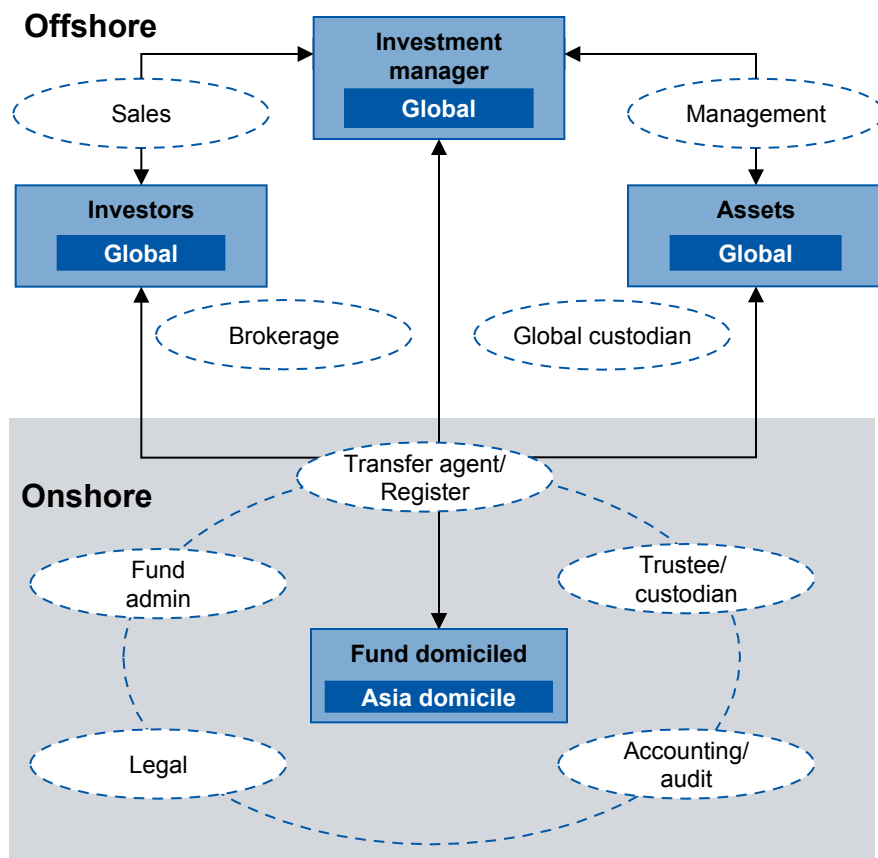 Offshore
Investment
manager
Global
Sales
Management
Investors
Global
Assets
Global
Brokerage
Global custodian
Onshore
Transfer agent/
Register
Fund
admin
Trustee/
custodian
Fund domiciled
Asia domicile
Legal
Accounting/
audit